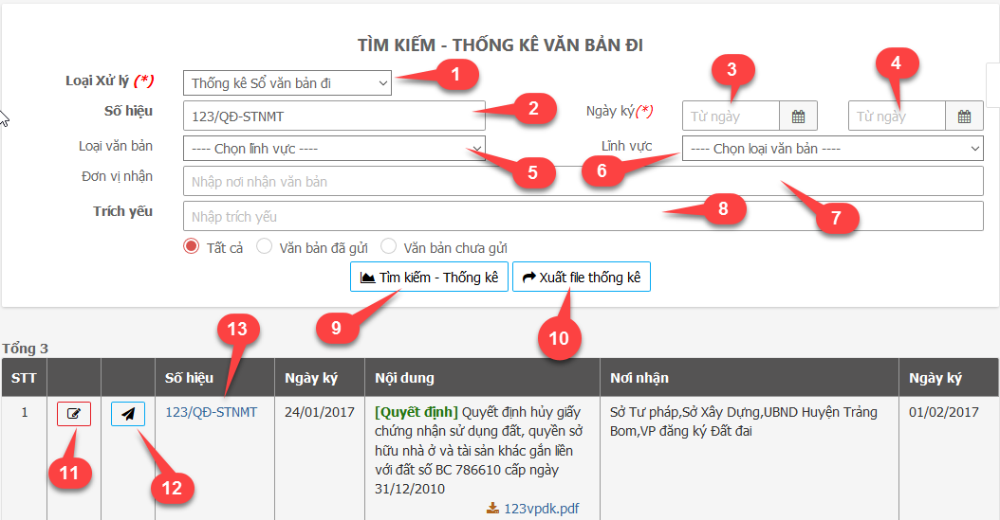 TÌM KIẾM - THỐNG KÊ VĂN BẢN ĐI
Loại Xử lý (*) Thống kê Sổ văn bản đi 1 3 4
Số hiệu 123/QĐ-STNMT 2 Ngày ký(*) Từ ngày Từ ngày
Loại văn bản ---- Chọn lĩnh vực ---- 5 Lĩnh vực 6 ---- Chọn loại văn bản ----
Đơn vị nhận Nhập nơi nhận văn bản 7
Trích yếu Nhập trích yếu 8
Tất cả Văn bản đã gửi Văn bản chưa gửi
Tìm kiếm - Thống kê Xuất file thống kê
9 10
13
Tổng 3
STT Số hiệu Ngày ký Nội dung Nơi nhận Ngày ký
1 123/QĐ-STNMT 24/01/2017 [Quyết định] Quyết định hủy giấy Sở Tư pháp,Sở Xây Dựng,UBND Huyện Trảng 01/02/2017
chứng nhận sử dụng đất, quyền sở Bom,VP đăng ký Đất đai
hữu nhà ở và tài sản khác gắn liền
với đất số BC 786610 cấp ngày
31/12/2010
11 12
123vpdk.pdf